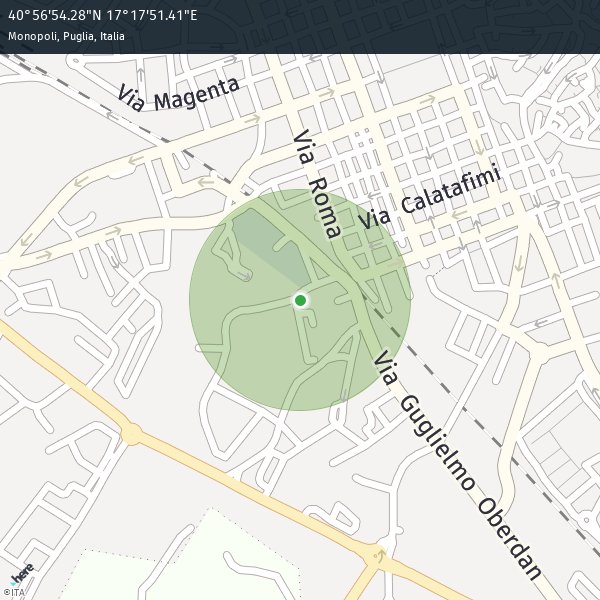 40°56'54.28"N 17°17'51.41"E
Monopoli, Puglia, Italia
Via Magenta
Via Roma
Via Calatafimi
Via Guglielmo Oberdan
here
©ITA